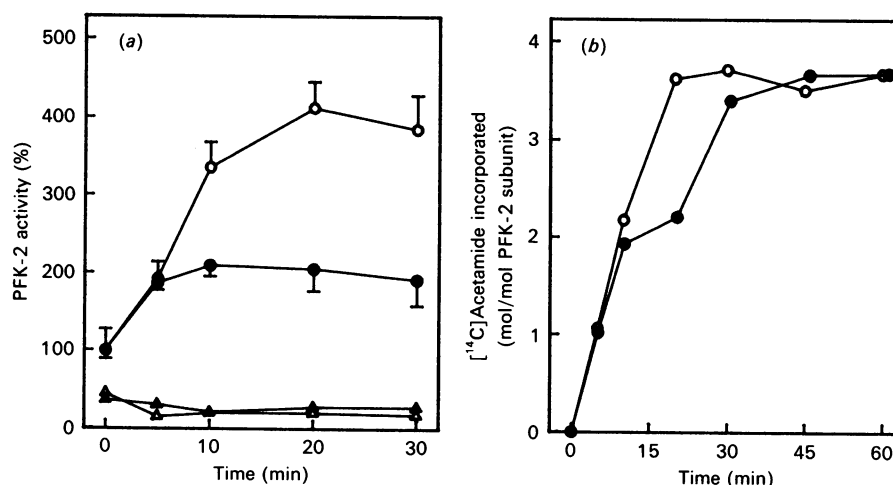 (a)
PFK-2 activity (%)
500
400
300
200
100
0
0
10
20
30
Time (min)
(b)
[¹⁴C]Acetamide incorporated
(mol/mol PFK-2 subunit)
4
3
2
1
0
0
15
30
45
60
Time (min)